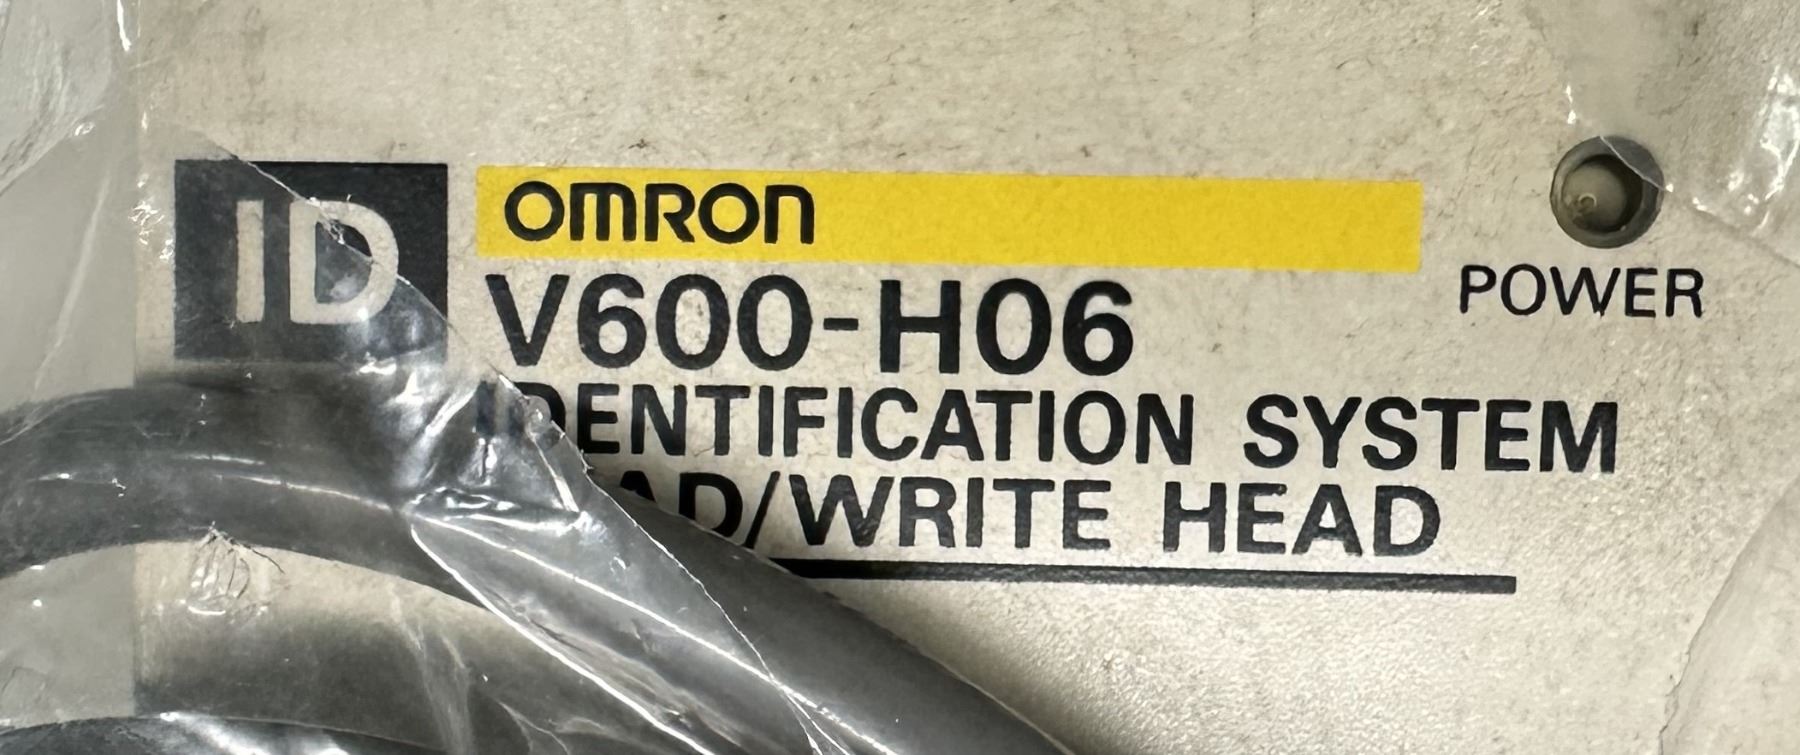 ID
omron
V600-H06
POWER
IDENTIFICATION SYSTEM
/WRITE HEAD